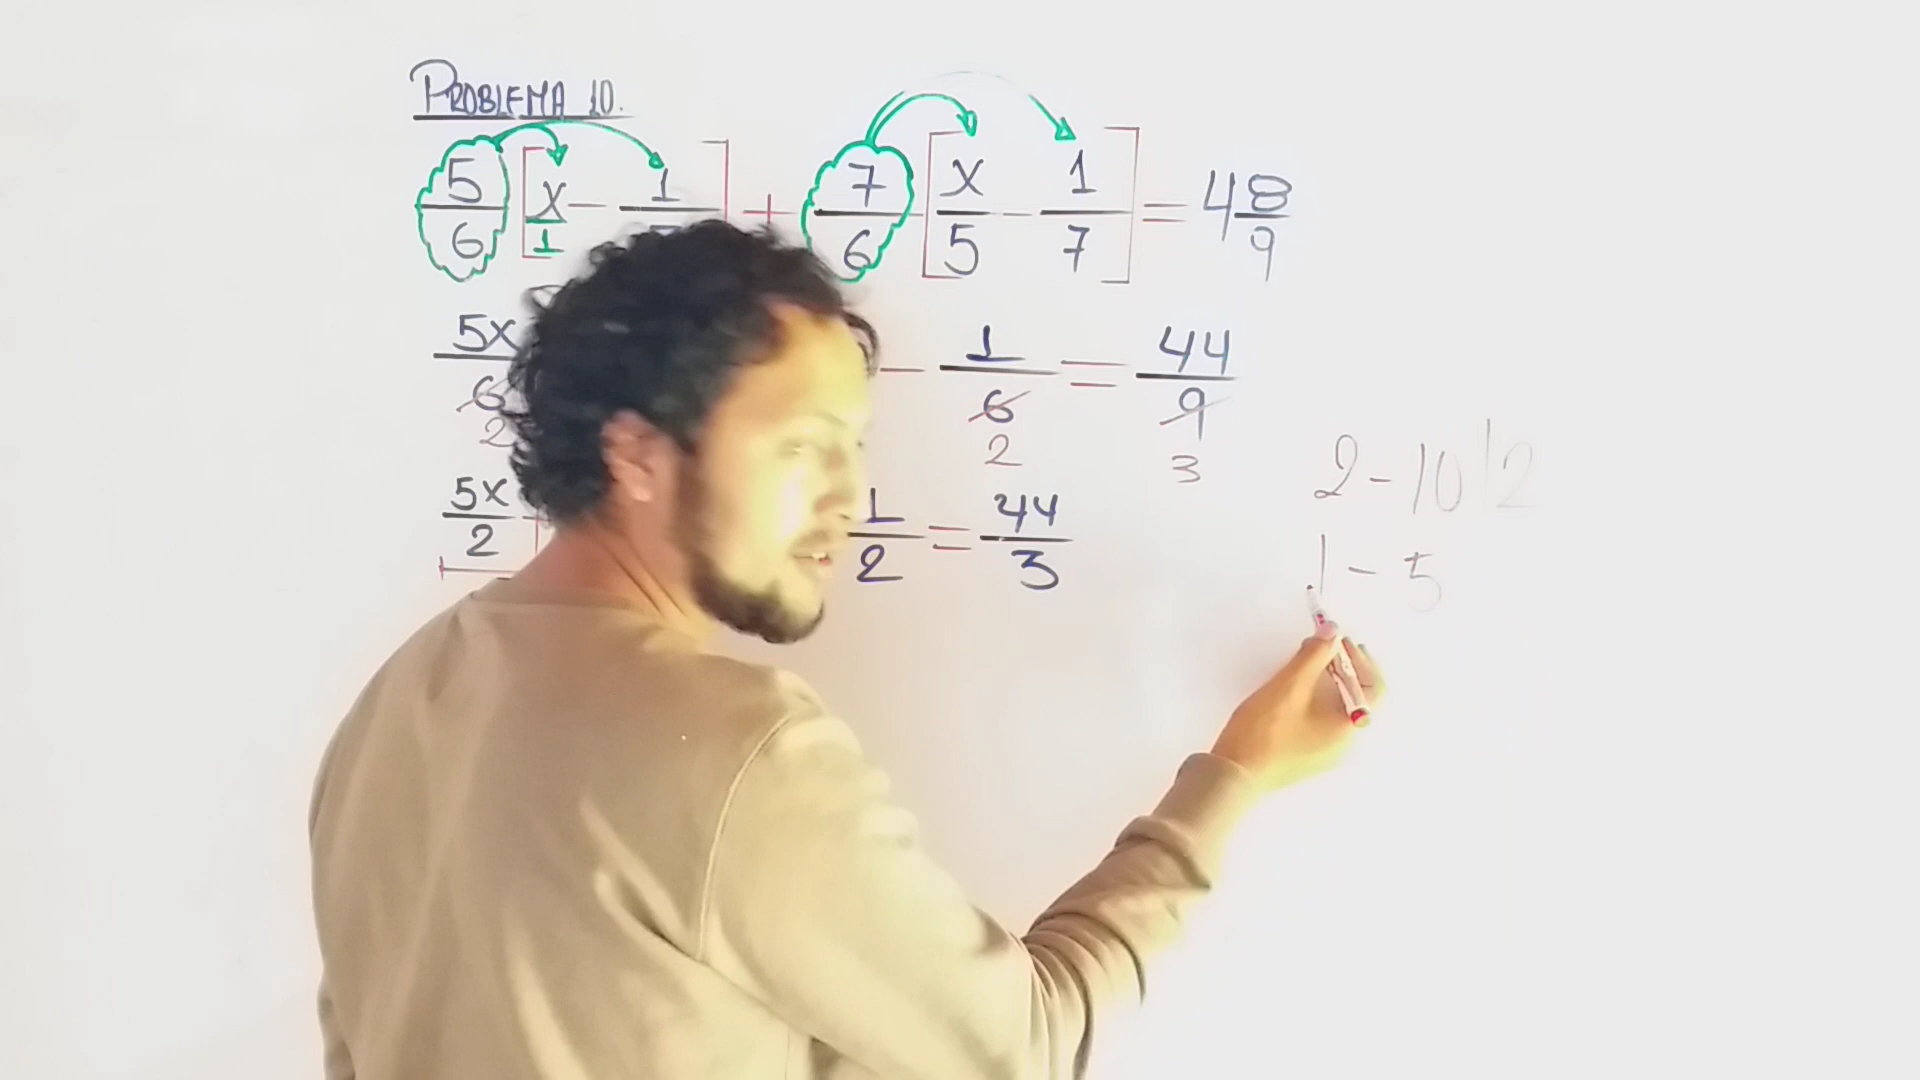 PROBLEMA 10.
5/6 [x/1 - 1/ ] + 7/6 [x/5 - 1/7] = 4 8/9
5x/6 - 1/6 = 44/9
2 2 3
5x/2 + 1/2 = 44/3
2 - 10 | 2
1 - 5